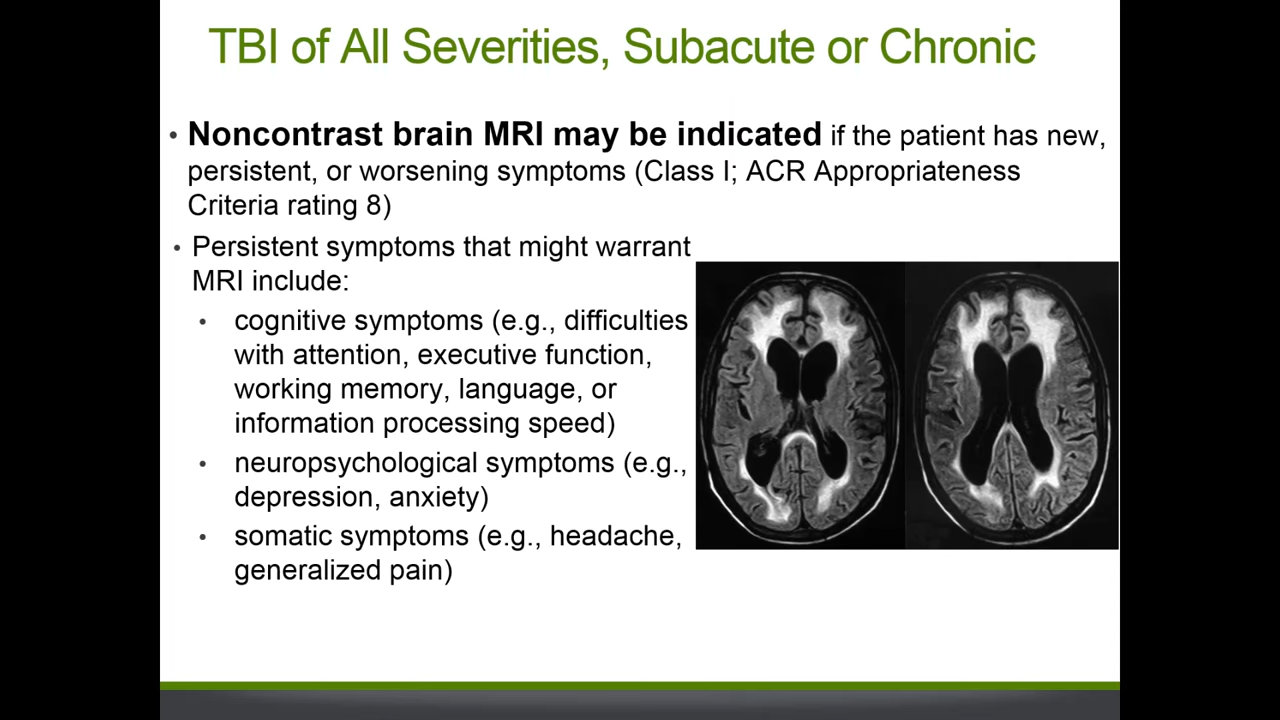 TBI of All Severities, Subacute or Chronic
• Noncontrast brain MRI may be indicated if the patient has new,
persistent, or worsening symptoms (Class I; ACR Appropriateness
Criteria rating 8)
• Persistent symptoms that might warrant
MRI include:
• cognitive symptoms (e.g., difficulties
with attention, executive function,
working memory, language, or
information processing speed)
• neuropsychological symptoms (e.g.,
depression, anxiety)
• somatic symptoms (e.g., headache,
generalized pain)